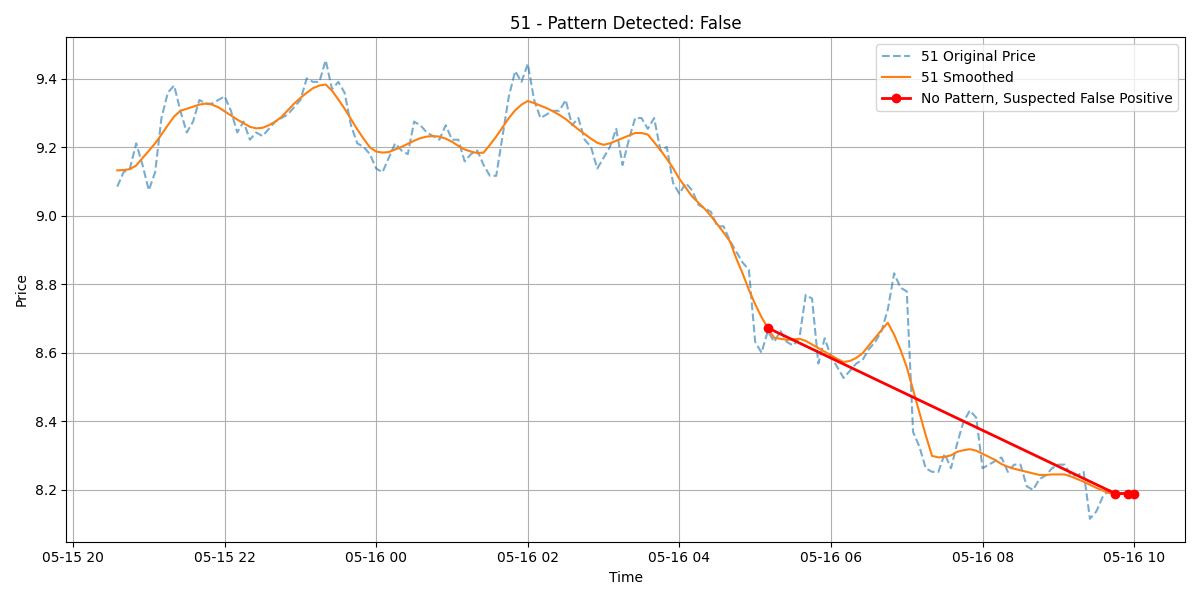 51 - Pattern Detected: False
51 Original Price
51 Smoothed
No Pattern, Suspected False Positive
Price
9.4
9.2
9.0
8.8
8.6
8.4
8.2
05-15 20
05-15 22
05-16 00
05-16 02
05-16 04
05-16 06
05-16 08
05-16 10
Time